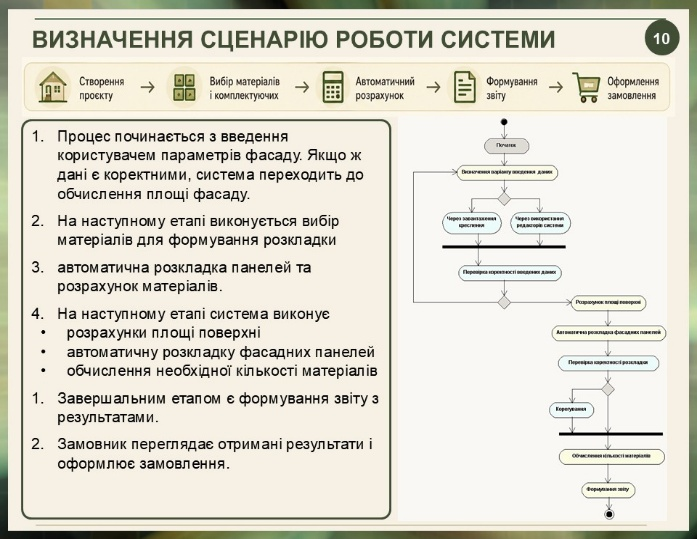 ВИЗНАЧЕННЯ СЦЕНАРІЮ РОБОТИ СИСТЕМИ
10
Створення
проєкту
Вибір матеріалів
і комплектуючих
Автоматичний
розрахунок
Формування
звіту
Оформлення
замовлення
1. Процес починається з введення
користувачем параметрів фасаду. Якщо ж
дані є коректними, система переходить до
обчислення площі фасаду.
2. На наступному етапі виконується вибір
матеріалів для формування розкладки
3. автоматична розкладка панелей та
розрахунок матеріалів.
4. На наступному етапі система виконує
• розрахунки площі поверхні
• автоматичну розкладку фасадних панелей
• обчислення необхідної кількості матеріалів
1. Завершальним етапом є формування звіту з
результатами.
2. Замовник переглядає отримані результати і
оформлює замовлення.
Початок
Визначення варіанту введення даних
Через завантаження
креслення
Через використання
редакторів системи
Перевірка коректності введених даних
Розрахунок площі поверхні
Автоматична розкладка фасадних панелей
Перевірка коректності розкладки
Корегування
Обчислення кількості матеріалів
Формування звіту